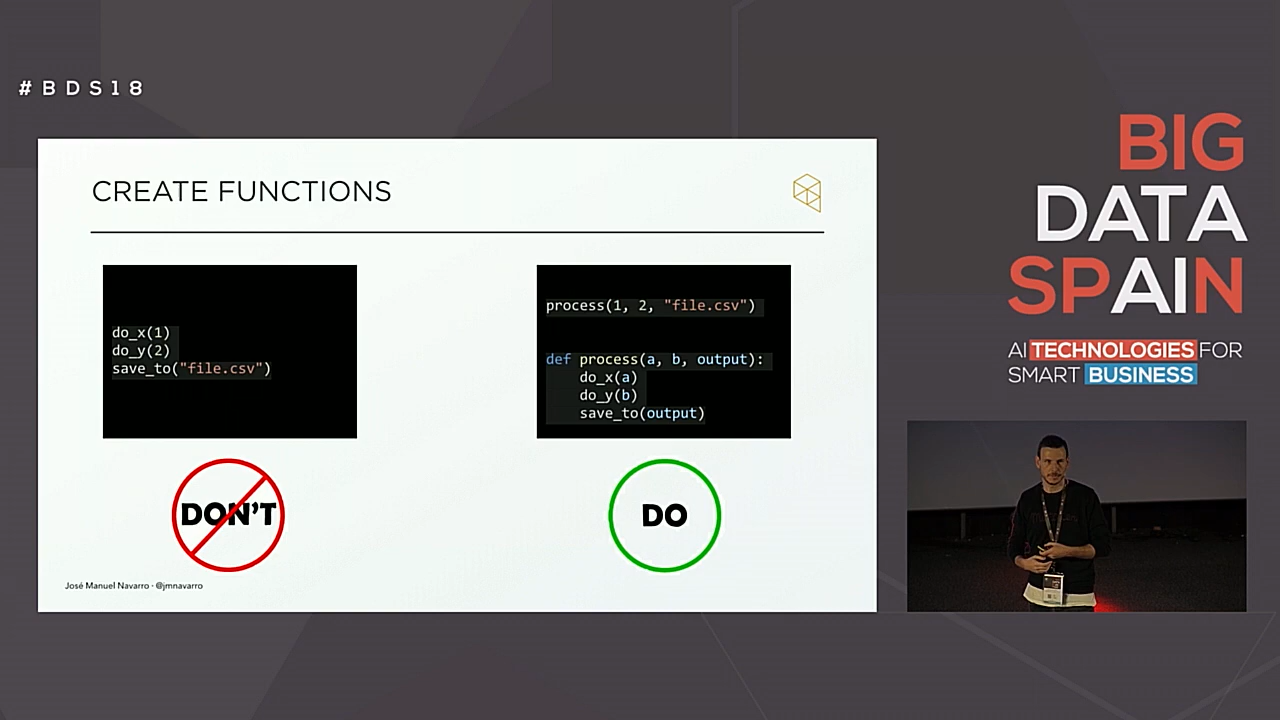 #BDS18
CREATE FUNCTIONS
do_x(1)
do_y(2)
save_to("file.csv")
DON'T
process(1, 2, "file.csv")
def process(a, b, output):
do_x(a)
do_y(b)
save_to(output)
DO
José Manuel Navarro · @jmnavarro
BIG
DATA
SPAIN
AI TECHNOLOGIES FOR
SMART BUSINESS